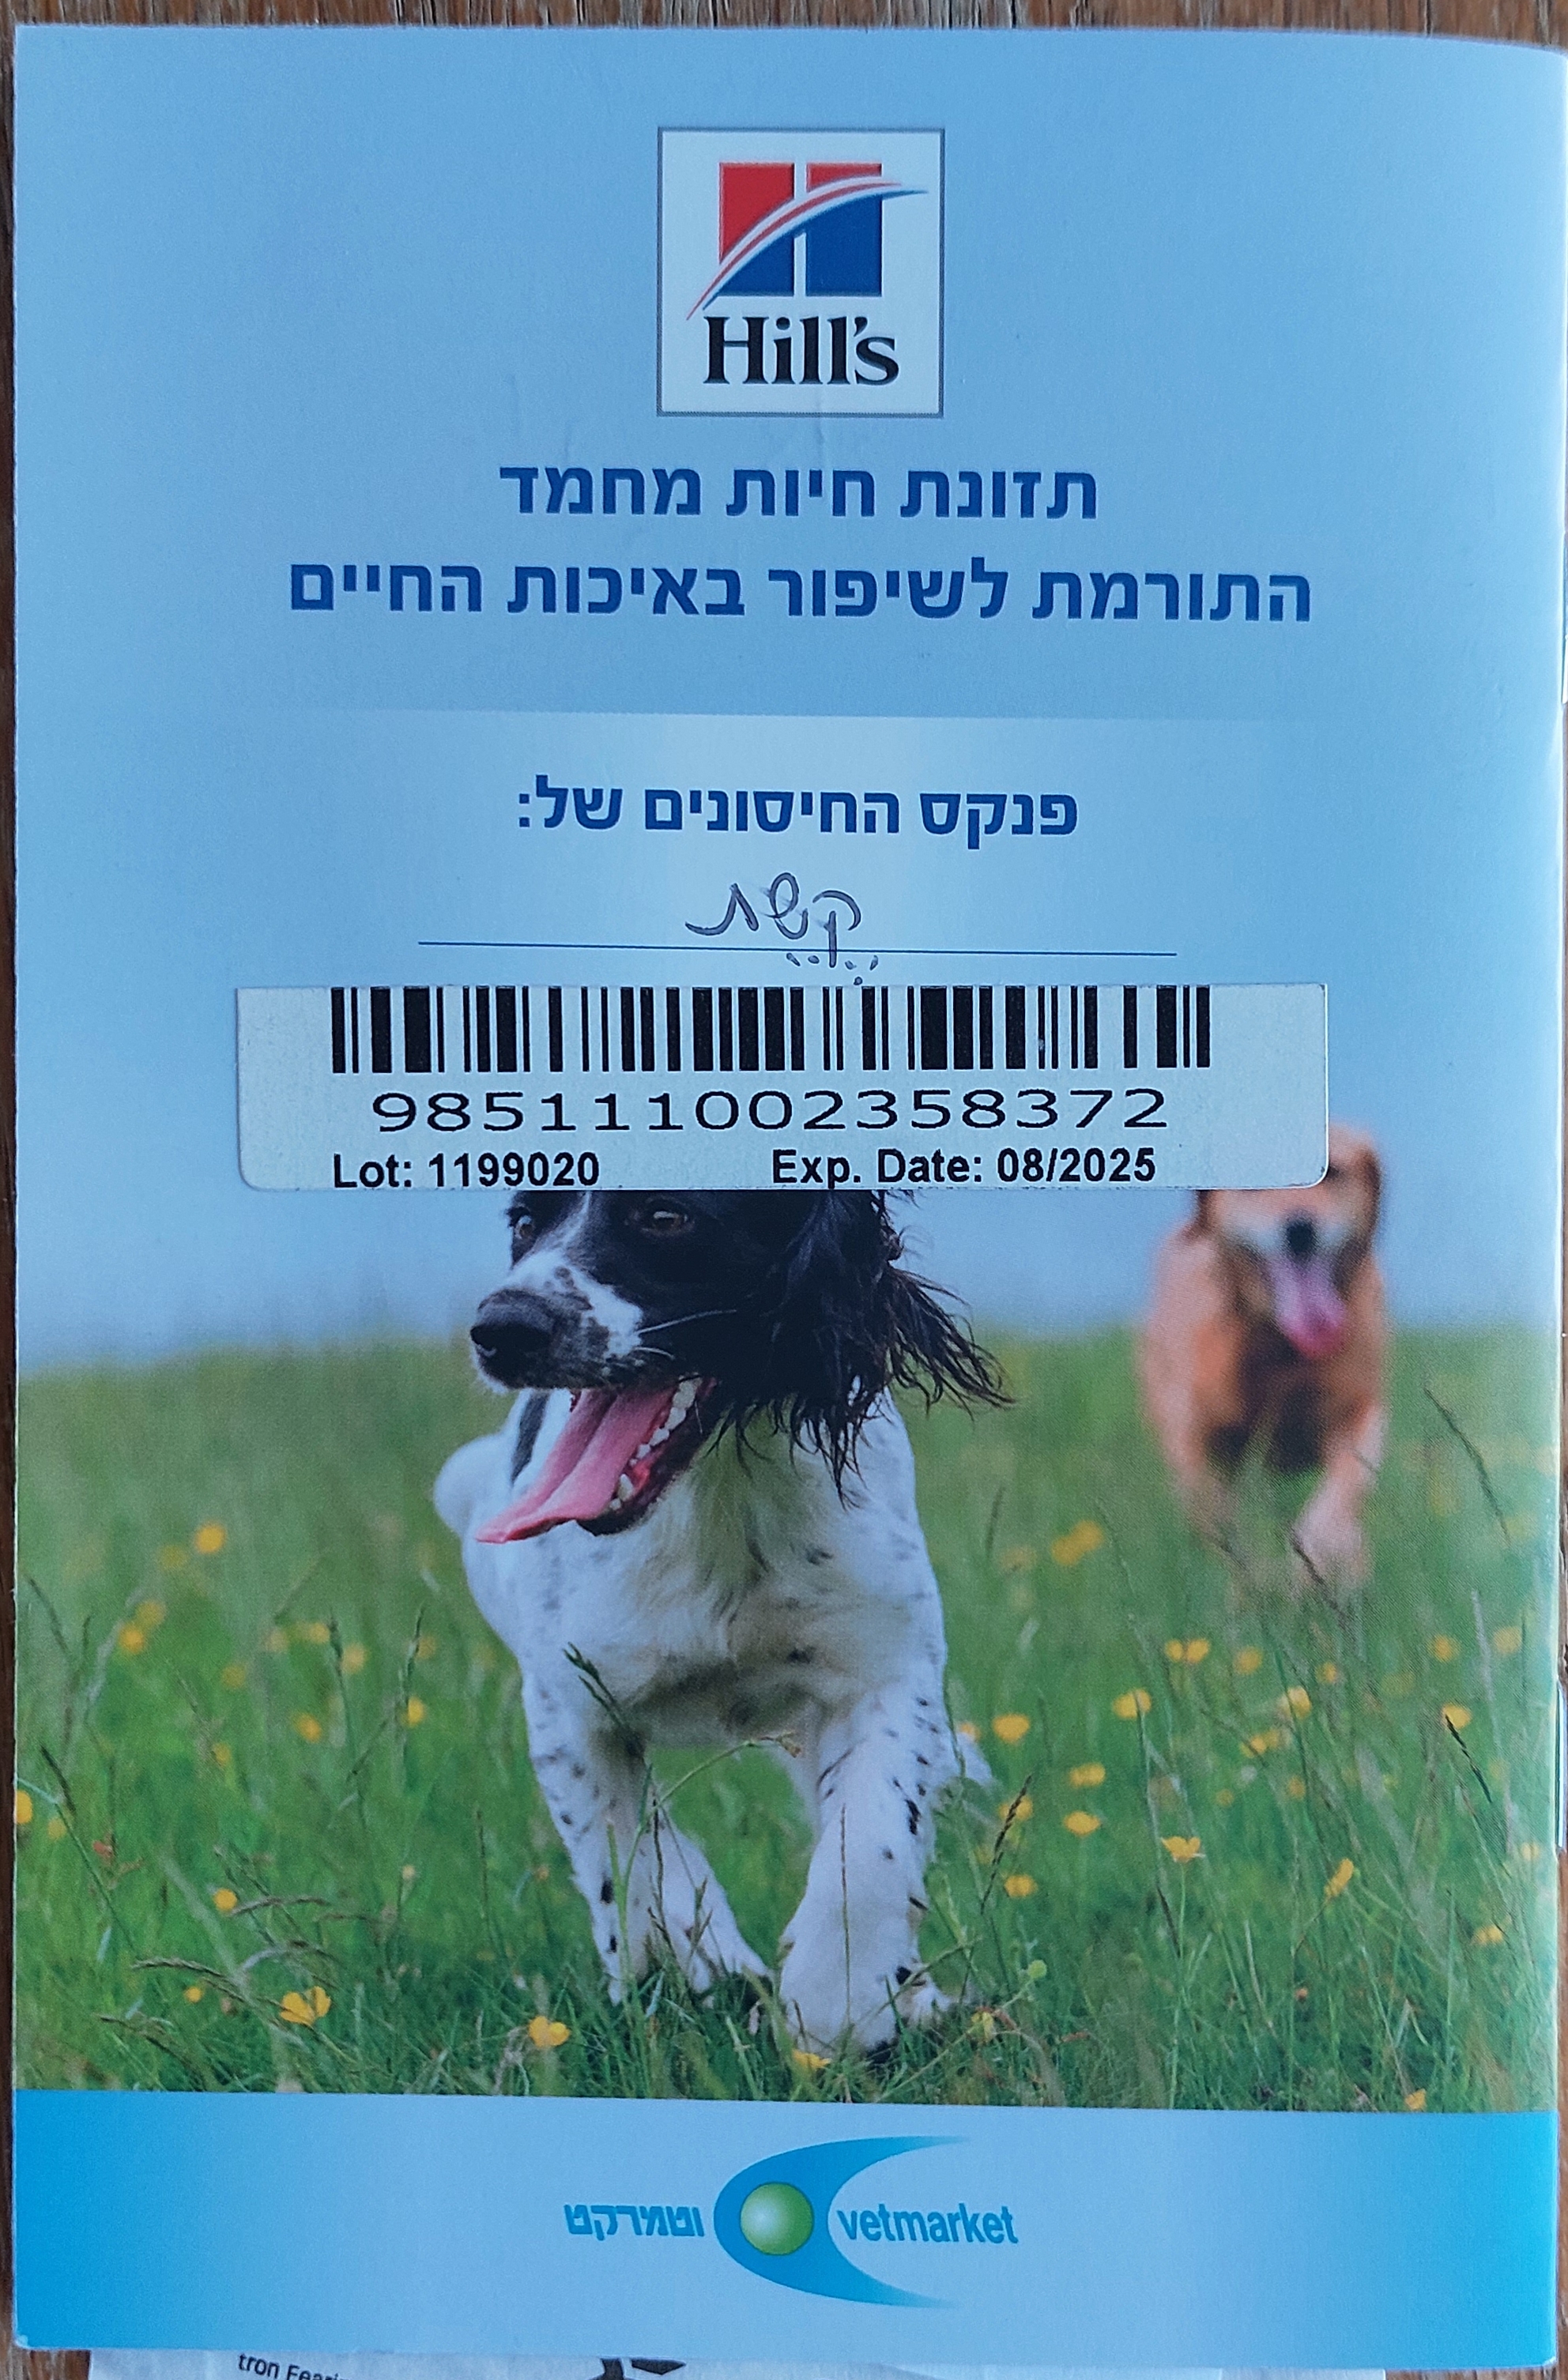 Hill's
תזונת חיות מחמד
התורמת לשיפור באיכות החיים
פנקס החיסונים של:
קשת
985111002358372
Lot: 1199020 Exp. Date: 08/2025
וטמרקט vetmarket
tron